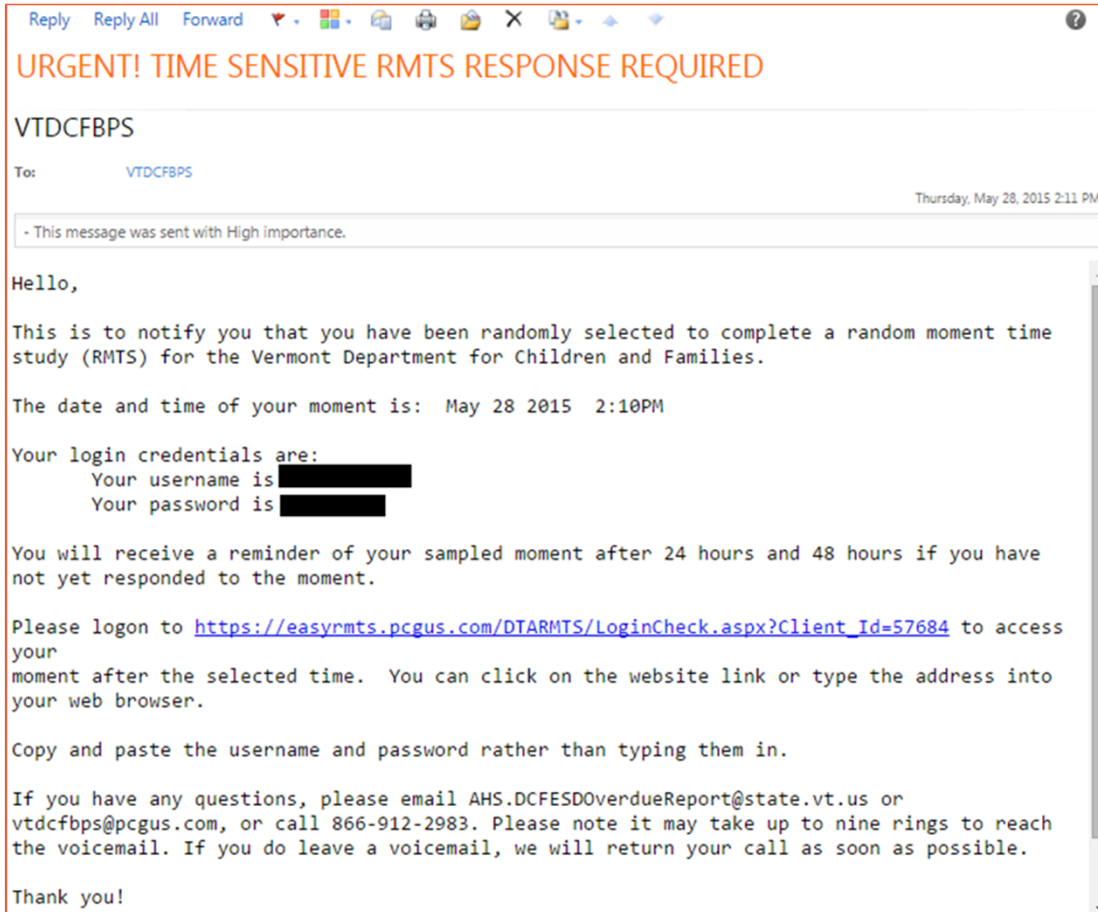 Reply Reply All Forward
URGENT! TIME SENSITIVE RMTS RESPONSE REQUIRED
VTDCFBPS
To: VTDCFBPS
Thursday, May 28, 2015 2:11 PM
- This message was sent with High importance.
Hello,
This is to notify you that you have been randomly selected to complete a random moment time
study (RMTS) for the Vermont Department for Children and Families.
The date and time of your moment is: May 28 2015 2:10PM
Your login credentials are:
Your username is
Your password is
You will receive a reminder of your sampled moment after 24 hours and 48 hours if you have
not yet responded to the moment.
Please logon to https://easyrmts.pcgus.com/DTARMTS/LoginCheck.aspx?Client_Id=57684 to access
your
moment after the selected time. You can click on the website link or type the address into
your web browser.
Copy and paste the username and password rather than typing them in.
If you have any questions, please email AHS.DCFESDOverdueReport@state.vt.us or
vtdcfbps@pcgus.com, or call 866-912-2983. Please note it may take up to nine rings to reach
the voicemail. If you do leave a voicemail, we will return your call as soon as possible.
Thank you!